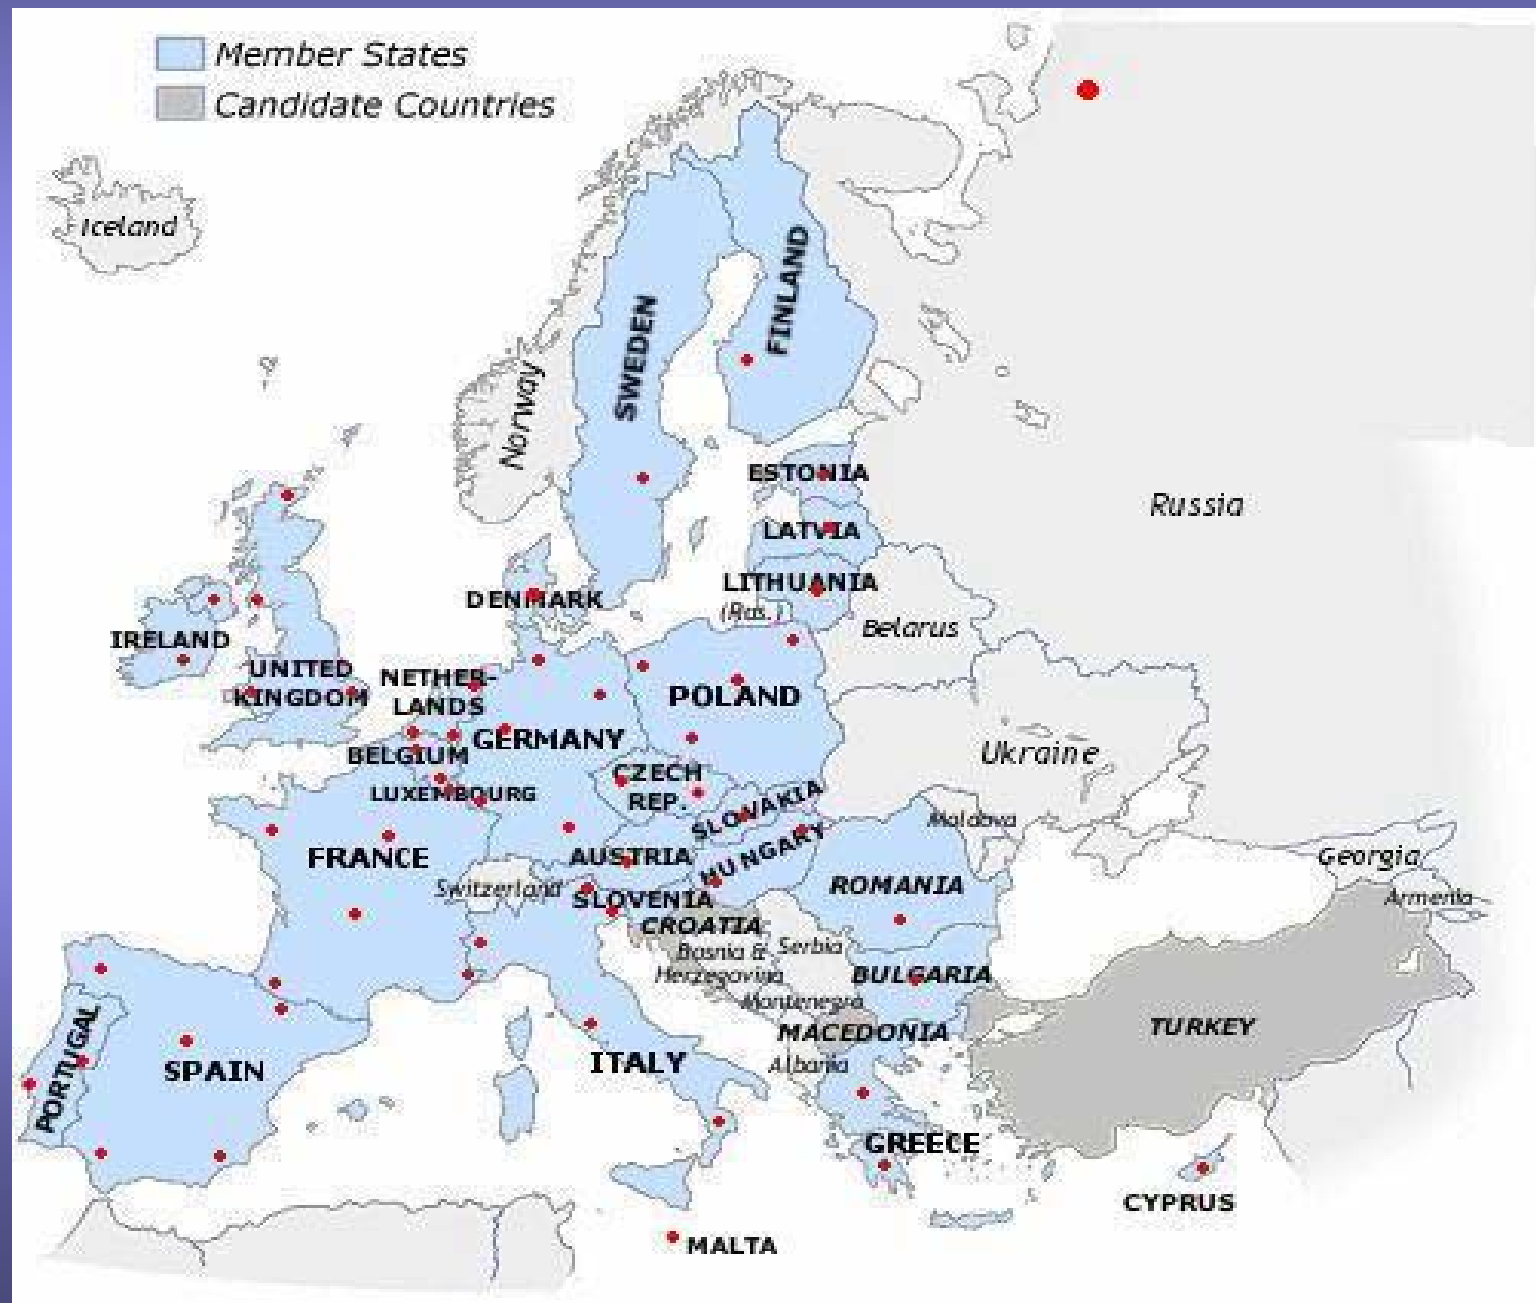 Member States
Candidate Countries
Iceland
FINLAND
SWEDEN
Norway
ESTONIA
Russia
LATVIA
LITHUANIA
(Rus.)
DENMARK
Belarus
IRELAND
UNITED
KINGDOM
NETHER-
LANDS
POLAND
GERMANY
BELGIUM
Ukraine
CZECH
REP.
LUXEMBOURG
SLOVAKIA
Moldova
FRANCE
AUSTRIA
HUNGARY
Georgia
Switzerland
SLOVENIA
ROMANIA
Armenia
CROATIA
Bosnia &
Herzegovina
Serbia
BULGARIA
Montenegro
PORTUGAL
MACEDONIA
TURKEY
SPAIN
ITALY
Albania
GREECE
CYPRUS
MALTA